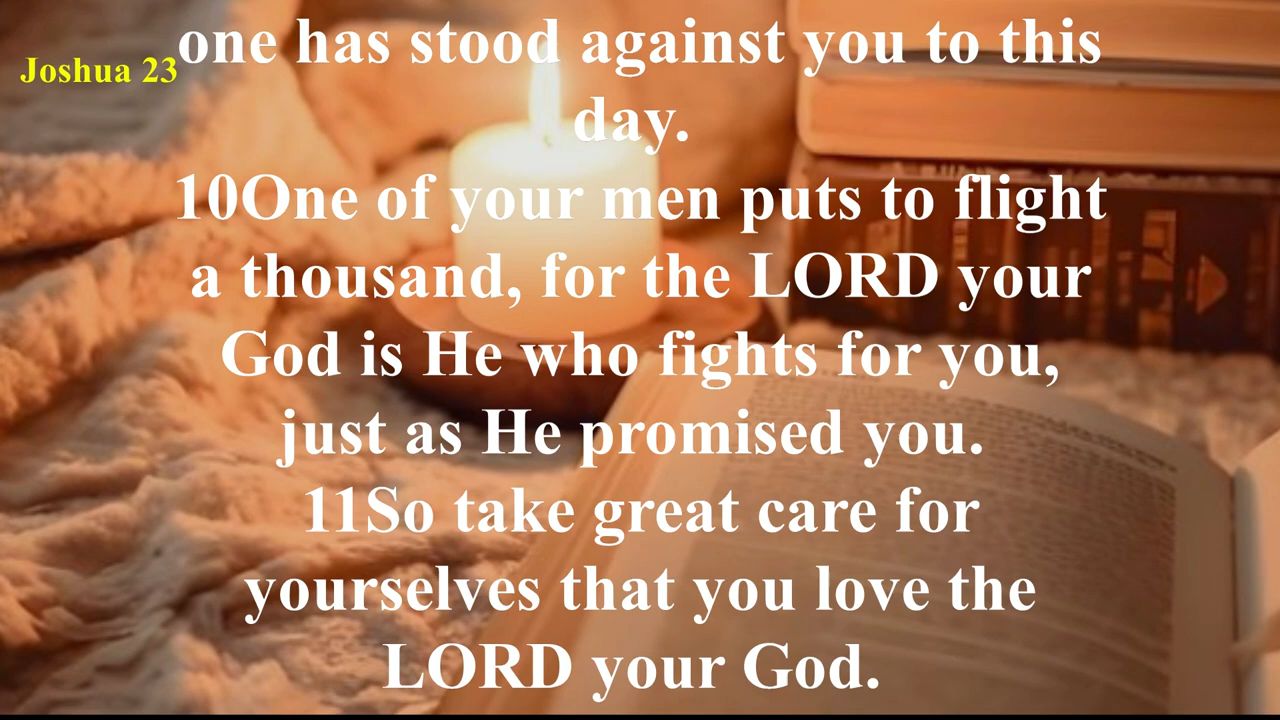 one has stood against you to this
Joshua 23
day.
10One of your men puts to flight
a thousand, for the LORD your
God is He who fights for you,
just as He promised you.
11So take great care for
yourselves that you love the
LORD your God.